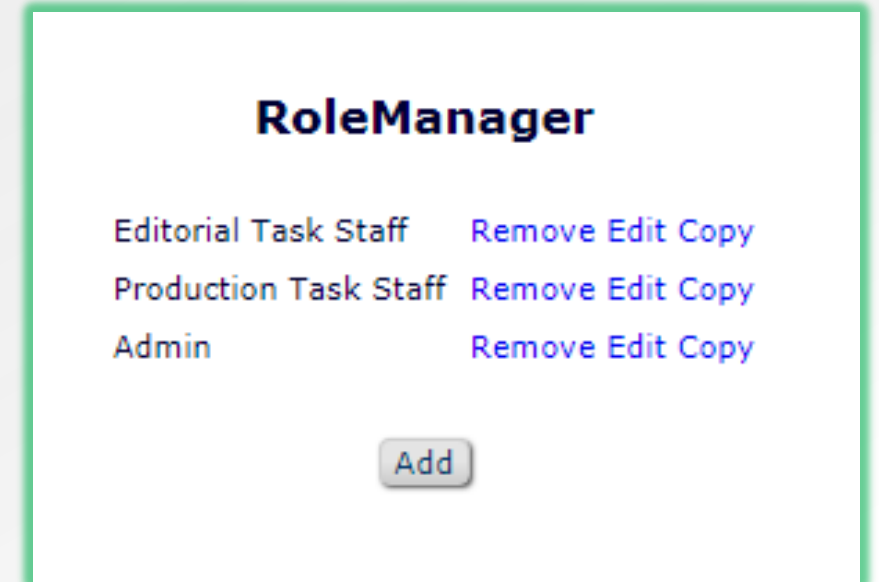 RoleManager
Editorial Task Staff Remove Edit Copy
Production Task Staff Remove Edit Copy
Admin Remove Edit Copy
Add